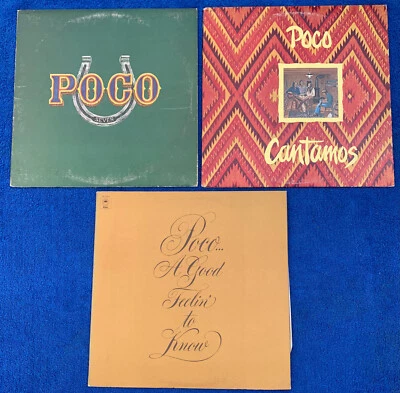 POCO
SEVEN
Poco
Cantamos
Poco...
A Good
Feelin'
to
Know